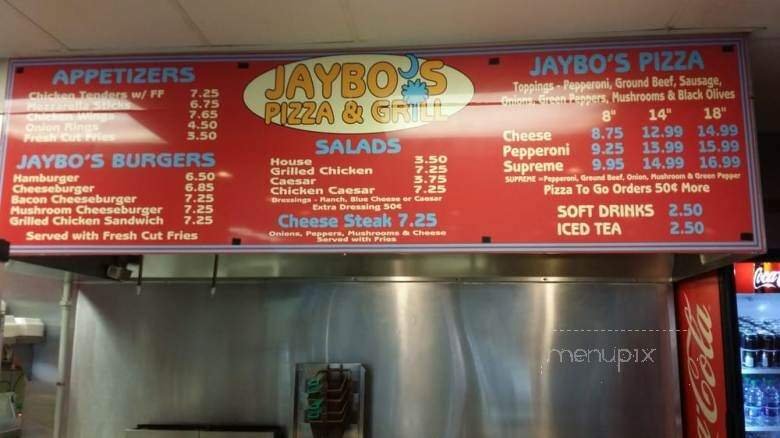 APPETIZERS
Chicken Tenders w/ FF 7.25
Mozzarella Sticks 6.75
Chicken Wings 7.65
Onion Rings 4.50
Fresh Cut Fries 3.50
JAYBO'S BURGERS
Hamburger 6.50
Cheeseburger 6.85
Bacon Cheeseburger 7.25
Mushroom Cheeseburger 7.25
Grilled Chicken Sandwich 7.25
Served with Fresh Cut Fries
JAYBO'S
PIZZA & GRILL
SALADS
House 3.50
Grilled Chicken 7.25
Caesar 3.75
Chicken Caesar 7.25
Dressings - Ranch, Blue Cheese or Caesar
Extra Dressing 50¢
Cheese Steak 7.25
Onions, Peppers, Mushrooms & Cheese
Served with Fries
JAYBO'S PIZZA
Toppings - Pepperoni, Ground Beef, Sausage,
Onions, Green Peppers, Mushrooms & Black Olives
8" 14" 18"
Cheese 8.75 12.99 14.99
Pepperoni 9.25 13.99 15.99
Supreme 9.95 14.99 16.99
SUPREME =Pepperoni, Ground Beef, Onion, Mushroom & Green Pepper
Pizza To Go Orders 50¢ More
SOFT DRINKS 2.50
ICED TEA 2.50
Coca-Cola
menupix